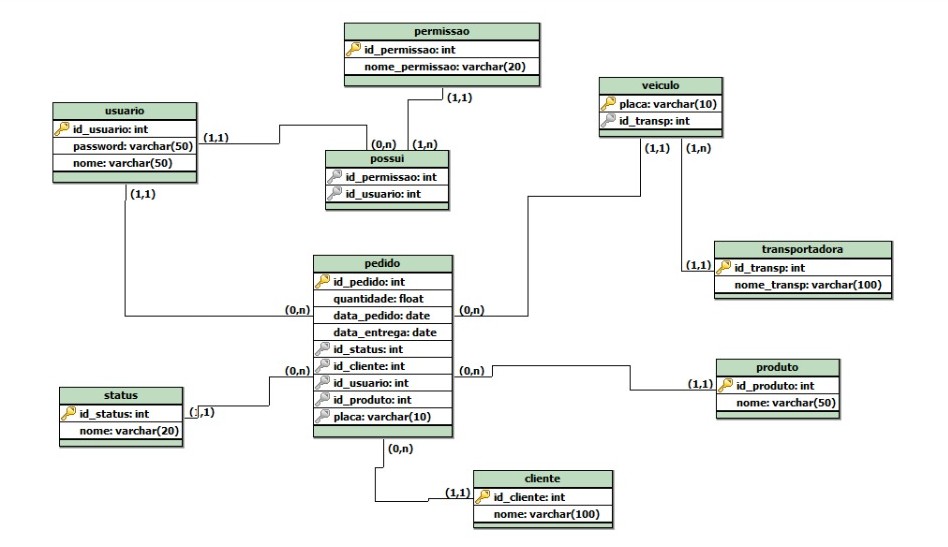 permissao
id_permissao: int
nome_permissao: varchar(20)
(1,1)
veiculo
placa: varchar(10)
id_transp: int
(1,1)
(1,n)
usuario
id_usuario: int
password: varchar(50)
nome: varchar(50)
(1,1)
(1,1)
(0,n)
(1,n)
possui
id_permissao: int
id_usuario: int
transportadora
(1,1)
id_transp: int
nome_transp: varchar(100)
pedido
id_pedido: int
quantidade: float
data_pedido: date
data_entrega: date
id_status: int
id_cliente: int
id_usuario: int
id_produto: int
placa: varchar(10)
(0,n)
(0,n)
(0,n)
(0,n)
(0,n)
produto
(1,1)
id_produto: int
nome: varchar(50)
status
id_status: int
nome: varchar(20)
(1,1)
cliente
(1,1)
id_cliente: int
nome: varchar(100)